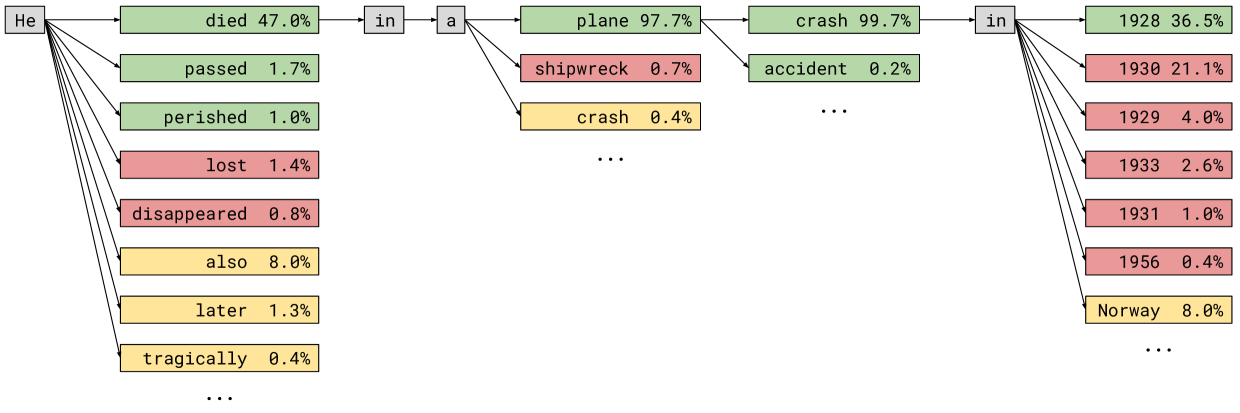 He
died 47.0%
in
a
plane 97.7%
crash 99.7%
in
1928 36.5%
passed 1.7%
shipwreck 0.7%
accident 0.2%
1930 21.1%
perished 1.0%
crash 0.4%
...
1929 4.0%
lost 1.4%
...
1933 2.6%
disappeared 0.8%
1931 1.0%
also 8.0%
1956 0.4%
later 1.3%
Norway 8.0%
tragically 0.4%
...
...